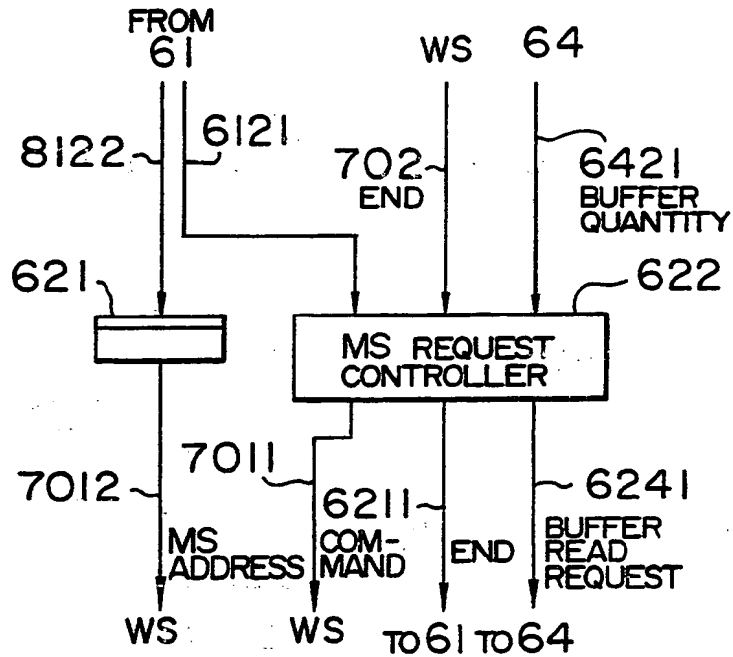 FROM
61
WS
64
8122
6121
702
END
6421
BUFFER
QUANTITY
621
622
MS REQUEST
CONTROLLER
7012
MS
ADDRESS
7011
COM-
MAND
6211
END
6241
BUFFER
READ
REQUEST
WS
WS
TO 61
TO 64